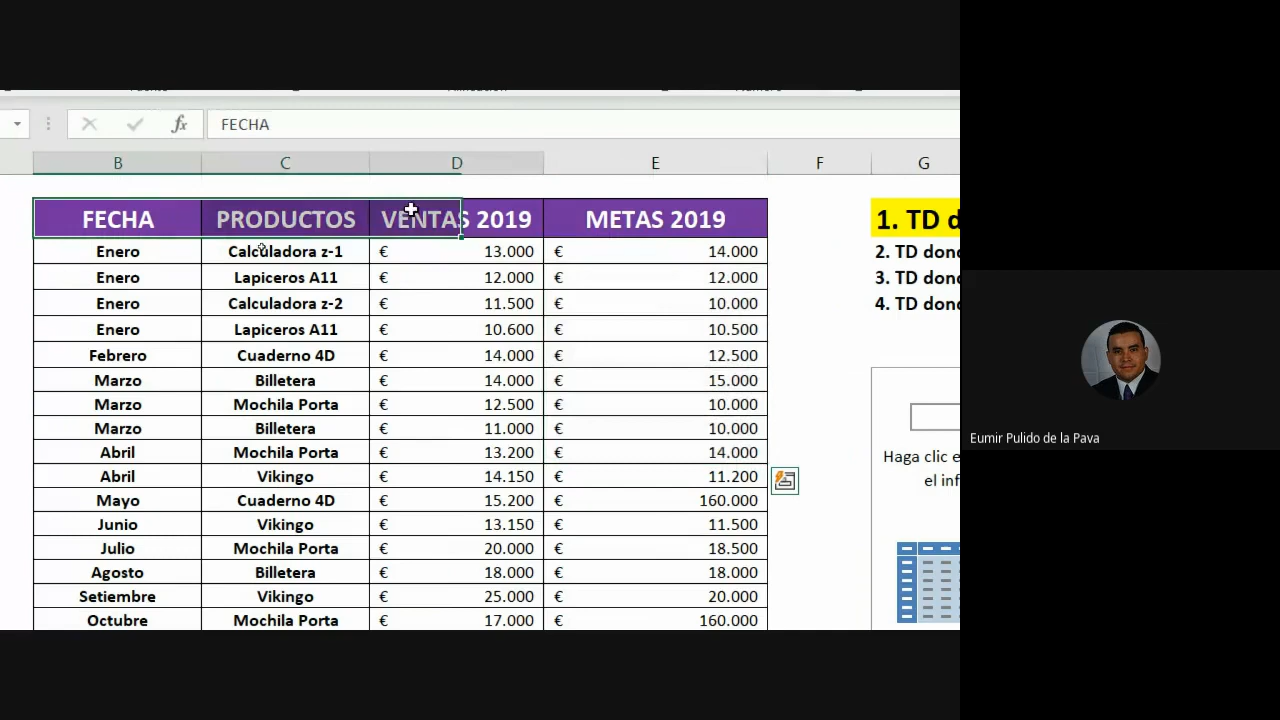 fx FECHA
B C D E F G
FECHA PRODUCTOS VENTAS 2019 METAS 2019
Enero Calculadora z-1 € 13.000 € 14.000
Enero Lapiceros A11 € 12.000 € 12.000
Enero Calculadora z-2 € 11.500 € 10.000
Enero Lapiceros A11 € 10.600 € 10.500
Febrero Cuaderno 4D € 14.000 € 12.500
Marzo Billetera € 14.000 € 15.000
Marzo Mochila Porta € 12.500 € 10.000
Marzo Billetera € 11.000 € 10.000
Abril Mochila Porta € 13.200 € 14.000
Abril Vikingo € 14.150 € 11.200
Mayo Cuaderno 4D € 15.200 € 160.000
Junio Vikingo € 13.150 € 11.500
Julio Mochila Porta € 20.000 € 18.500
Agosto Billetera € 18.000 € 18.000
Setiembre Vikingo € 25.000 € 20.000
Octubre Mochila Porta € 17.000 € 160.000
1. TD d
2. TD dond
3. TD dond
4. TD dond
Haga clic e
el inf
Eumir Pulido de la Pava